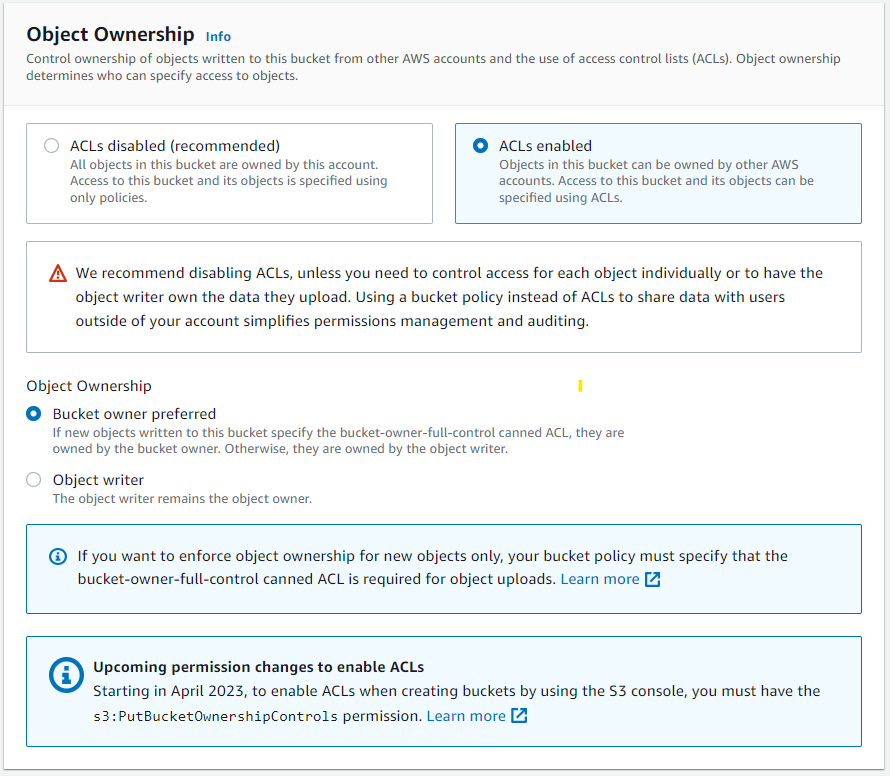 Object Ownership Info
Control ownership of objects written to this bucket from other AWS accounts and the use of access control lists (ACLs). Object ownership
determines who can specify access to objects.
ACLs disabled (recommended)
All objects in this bucket are owned by this account.
Access to this bucket and its objects is specified using
only policies.
ACLs enabled
Objects in this bucket can be owned by other AWS
accounts. Access to this bucket and its objects can be
specified using ACLs.
We recommend disabling ACLs, unless you need to control access for each object individually or to have the
object writer own the data they upload. Using a bucket policy instead of ACLs to share data with users
outside of your account simplifies permissions management and auditing.
Object Ownership
Bucket owner preferred
If new objects written to this bucket specify the bucket-owner-full-control canned ACL, they are
owned by the bucket owner. Otherwise, they are owned by the object writer.
Object writer
The object writer remains the object owner.
If you want to enforce object ownership for new objects only, your bucket policy must specify that the
bucket-owner-full-control canned ACL is required for object uploads. Learn more
Upcoming permission changes to enable ACLs
Starting in April 2023, to enable ACLs when creating buckets by using the S3 console, you must have the
s3:PutBucketOwnershipControls permission. Learn more